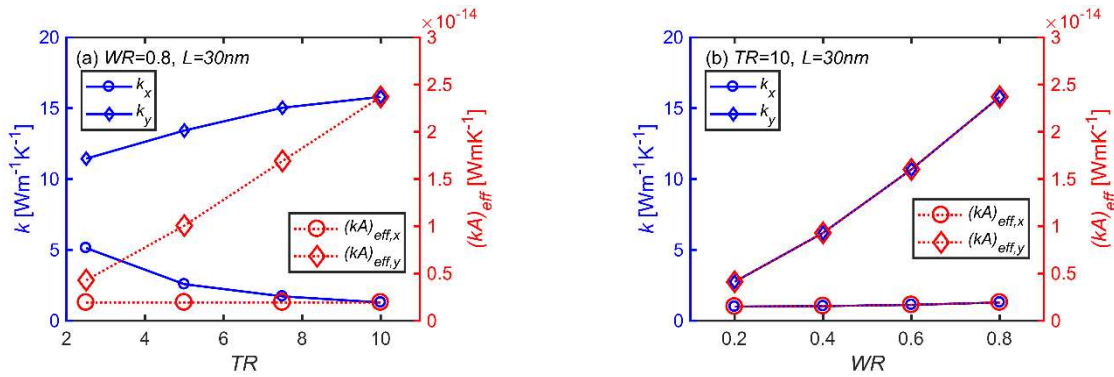 (a) WR=0.8, L=30nm
k_x
k_y
(kA)_eff,x
(kA)_eff,y
20
15
10
5
0
k [Wm⁻¹K⁻¹]
2
4
6
8
10
TR
×10⁻¹⁴
3
2.5
2
1.5
1
0.5
0
(kA)_eff [WmK⁻¹]
(b) TR=10, L=30nm
k_x
k_y
(kA)_eff,x
(kA)_eff,y
20
15
10
5
0
k [Wm⁻¹K⁻¹]
0.2
0.4
0.6
0.8
WR
×10⁻¹⁴
3
2.5
2
1.5
1
0.5
0
(kA)_eff [WmK⁻¹]